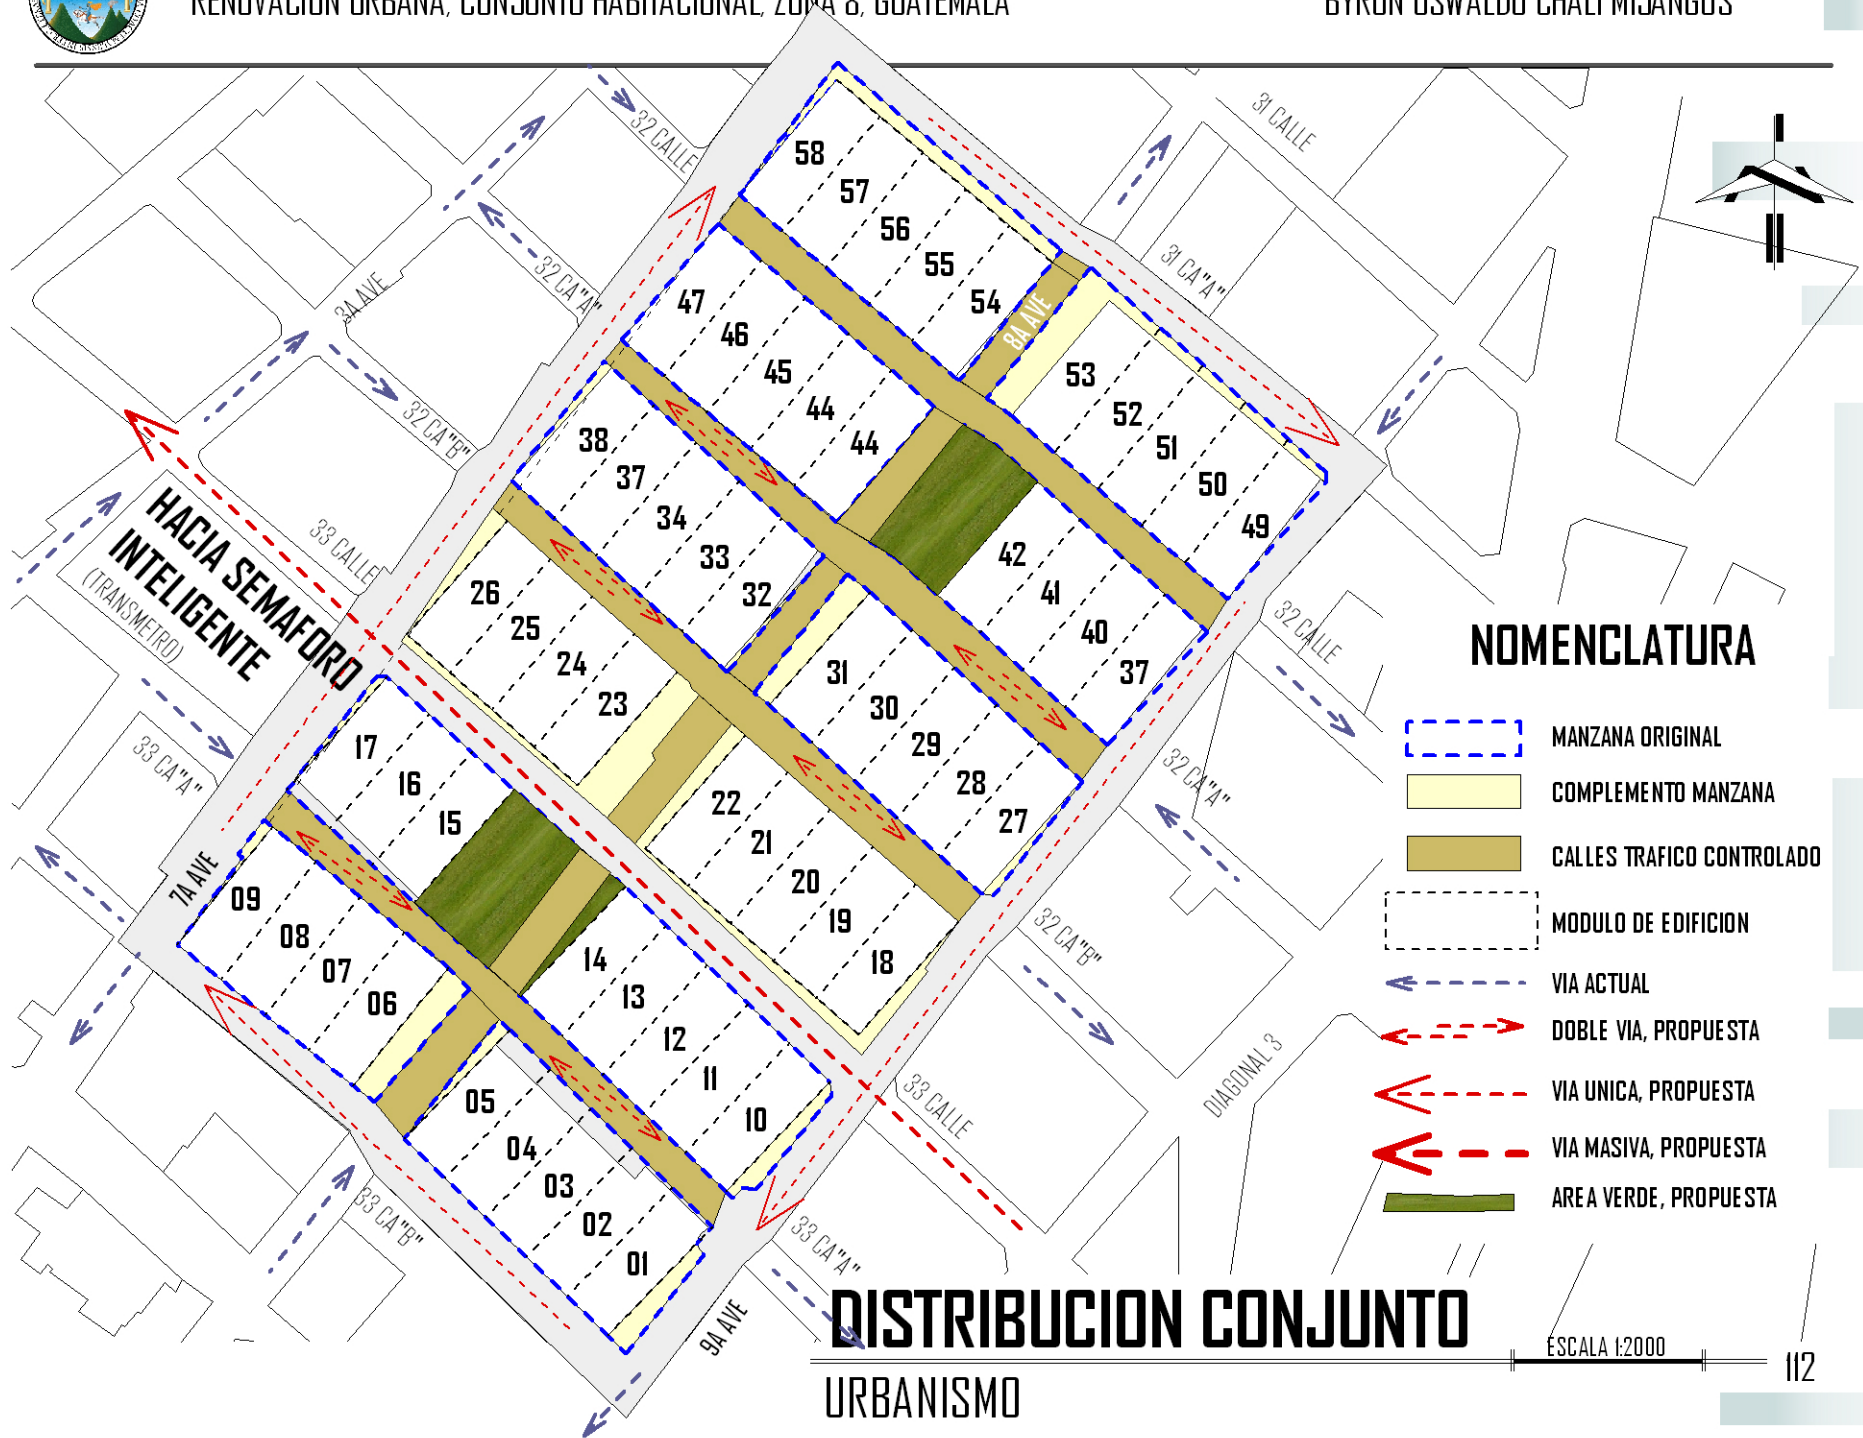 RENOVACION URBANA, CONJUNTO HABITACIONAL, ZONA 8, GUATEMALA
BYRON OSWALDO CHALI MIJANGOS
32 CALLE
31 CALLE
58
57
56
55
54
32 CA"A"
31 CA"A"
3A AVE
8A AVE
47
46
45
44
44
53
52
51
50
49
32 CA"B"
38
37
34
33
32
42
41
40
37
33 CALLE
HACIA SEMAFORO
INTELIGENTE
(TRANSMETRO)
26
25
24
23
31
30
29
28
27
32 CALLE
32 CA"A"
33 CA"A"
17
16
15
22
21
20
19
18
7A AVE
32 CA"B"
09
08
07
06
14
13
12
11
10
05
04
03
02
01
33 CALLE
DIAGONAL 3
33 CA"B"
33 CA"A"
9A AVE
NOMENCLATURA
MANZANA ORIGINAL
COMPLEMENTO MANZANA
CALLES TRAFICO CONTROLADO
MODULO DE EDIFICION
VIA ACTUAL
DOBLE VIA, PROPUESTA
VIA UNICA, PROPUESTA
VIA MASIVA, PROPUESTA
AREA VERDE, PROPUESTA
DISTRIBUCION CONJUNTO
ESCALA 1:2000
112
URBANISMO